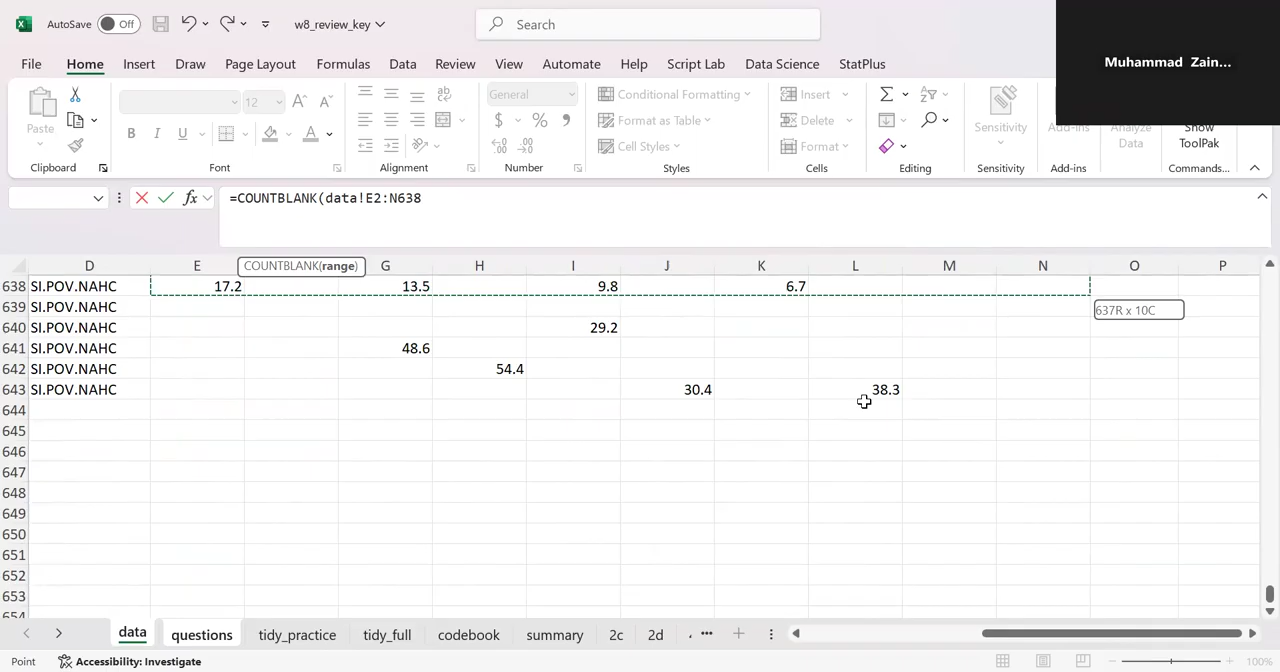 AutoSave Off w8_review_key Search
Muhammad Zain...
File Home Insert Draw Page Layout Formulas Data Review View Automate Help Script Lab Data Science StatPlus
Paste 12 General Conditional Formatting Insert
Format as Table Delete Sensitivity Add-ins Analyze Data Show ToolPak
Cell Styles Format
Clipboard Font Alignment Number Styles Cells Editing Sensitivity Add-ins Commands...
=COUNTBLANK(data!E2:N638
COUNTBLANK(range)
D E G H I J K L M N O P
638 SI.POV.NAHC 17.2 13.5 9.8 6.7
639 SI.POV.NAHC
637R x 10C
640 SI.POV.NAHC 29.2
641 SI.POV.NAHC 48.6
642 SI.POV.NAHC 54.4
643 SI.POV.NAHC 30.4 38.3
644
645
646
647
648
649
650
651
652
653
654
data questions tidy_practice tidy_full codebook summary 2c 2d
Point Accessibility: Investigate 100%